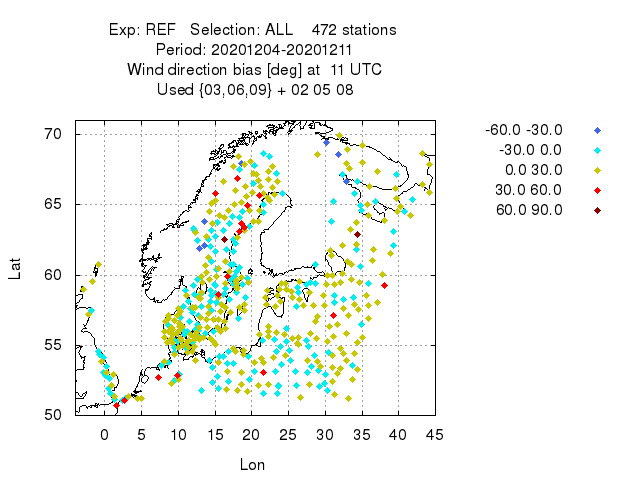 Exp: REF   Selection: ALL    472 stations
Period: 20201204-20201211
Wind direction bias [deg] at  11 UTC
Used {03,06,09} + 02 05 08
-60.0 -30.0
-30.0 0.0
0.0 30.0
30.0 60.0
60.0 90.0
70
65
60
55
50
Lat
0 5 10 15 20 25 30 35 40 45
Lon